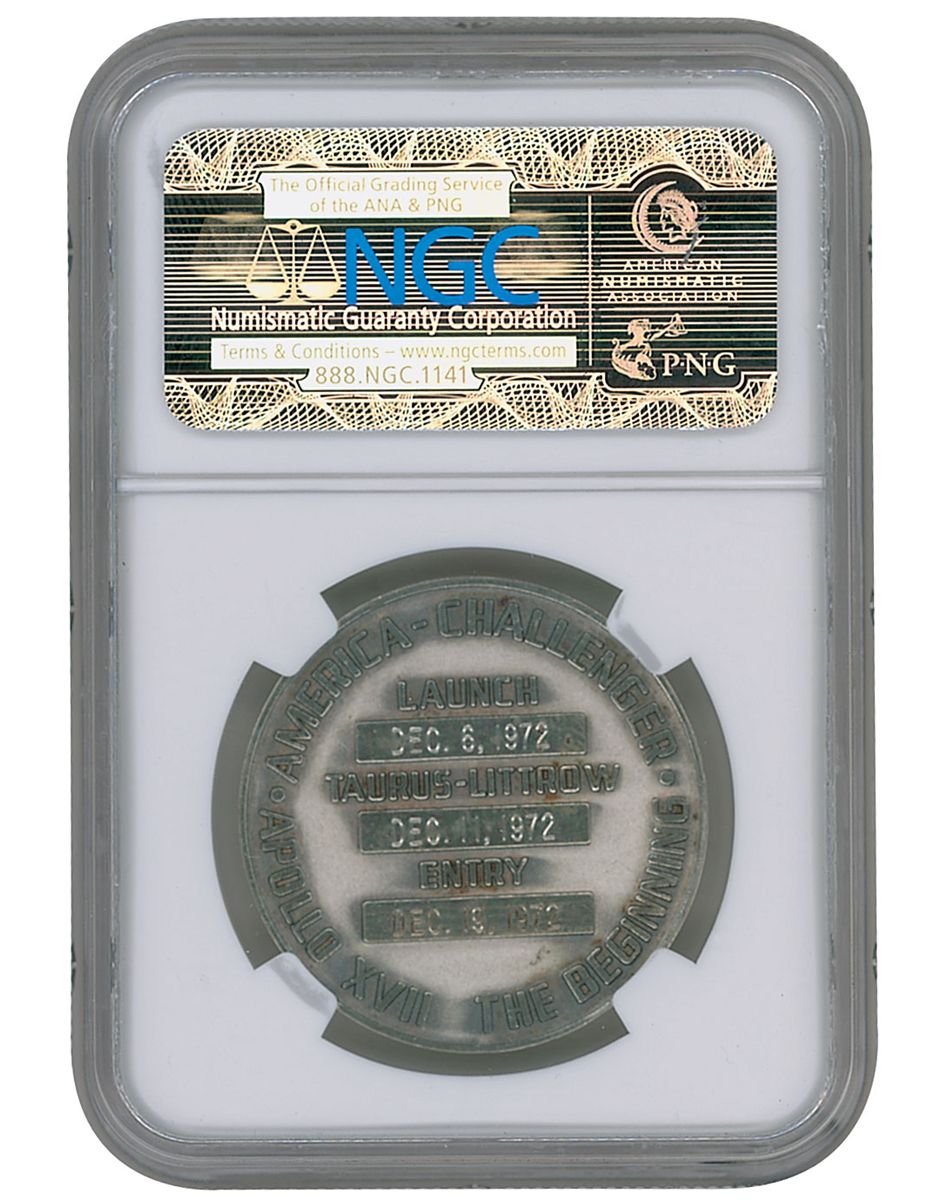 The Official Grading Service
of the ANA & PNG
NGC
Numismatic Guaranty Corporation
Terms & Conditions – www.ngcterms.com
888.NGC.1141
AMERICAN
NUMISMATIC
ASSOCIATION
P·N·G
AMERICA - CHALLENGER
LAUNCH
DEC. 6, 1972
TAURUS-LITTROW
DEC. 11, 1972
ENTRY
DEC. 19, 1972
APOLLO XVII THE BEGINNING